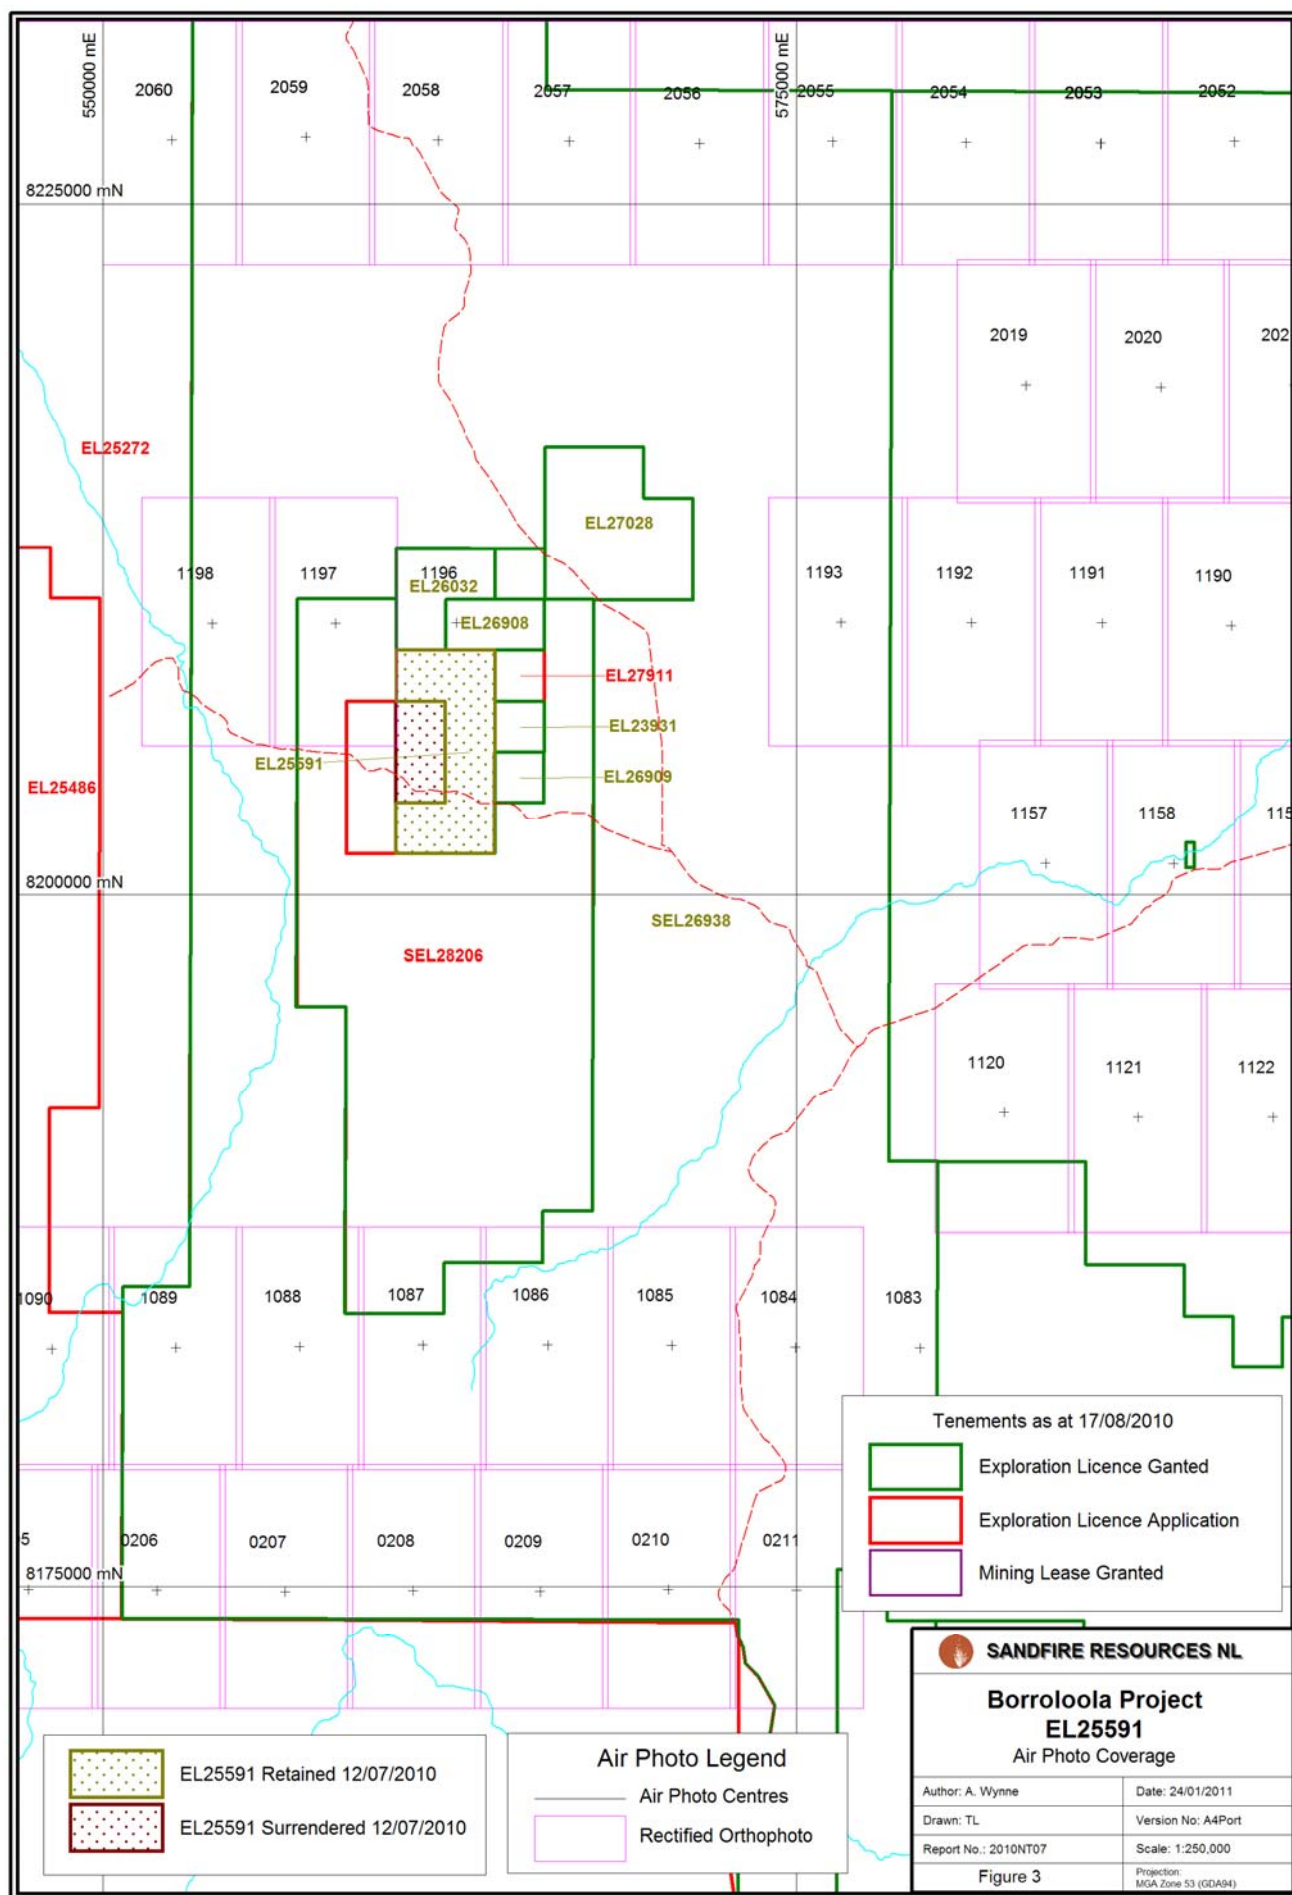 550000 mE
575000 mE
2060
2059
2058
2057
2056
2055
2054
2053
2052
8225000 mN
2019
2020
202
EL25272
EL27028
1198
1197
1196
EL26032
1193
1192
1191
1190
EL26908
EL27911
EL23931
EL25591
EL26909
EL25486
1157
1158
115
8200000 mN
SEL26938
SEL28206
1120
1121
1122
1090
1089
1088
1087
1086
1085
1084
1083
Tenements as at 17/08/2010
Exploration Licence Ganted
Exploration Licence Application
Mining Lease Granted
5
0206
0207
0208
0209
0210
0211
8175000 mN
SANDFIRE RESOURCES NL
Borroloola Project
EL25591
Air Photo Coverage
Author: A. Wynne
Date: 24/01/2011
Drawn: TL
Version No: A4Port
Report No.: 2010NT07
Scale: 1:250,000
Figure 3
Projection:
MGA Zone 53 (GDA94)
EL25591 Retained 12/07/2010
EL25591 Surrendered 12/07/2010
Air Photo Legend
Air Photo Centres
Rectified Orthophoto